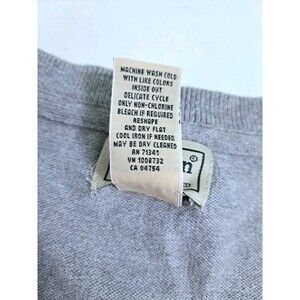 MACHINE WASH COLD
WITH LIKE COLORS
INSIDE OUT
DELICATE CYCLE
ONLY NON-CHLORINE
BLEACH IF REQUIRED
RESHAPE
AND DRY FLAT
COOL IRON IF NEEDED
MAY BE DRY CLEANED
RN 71341
VN 1008732
CA 04754